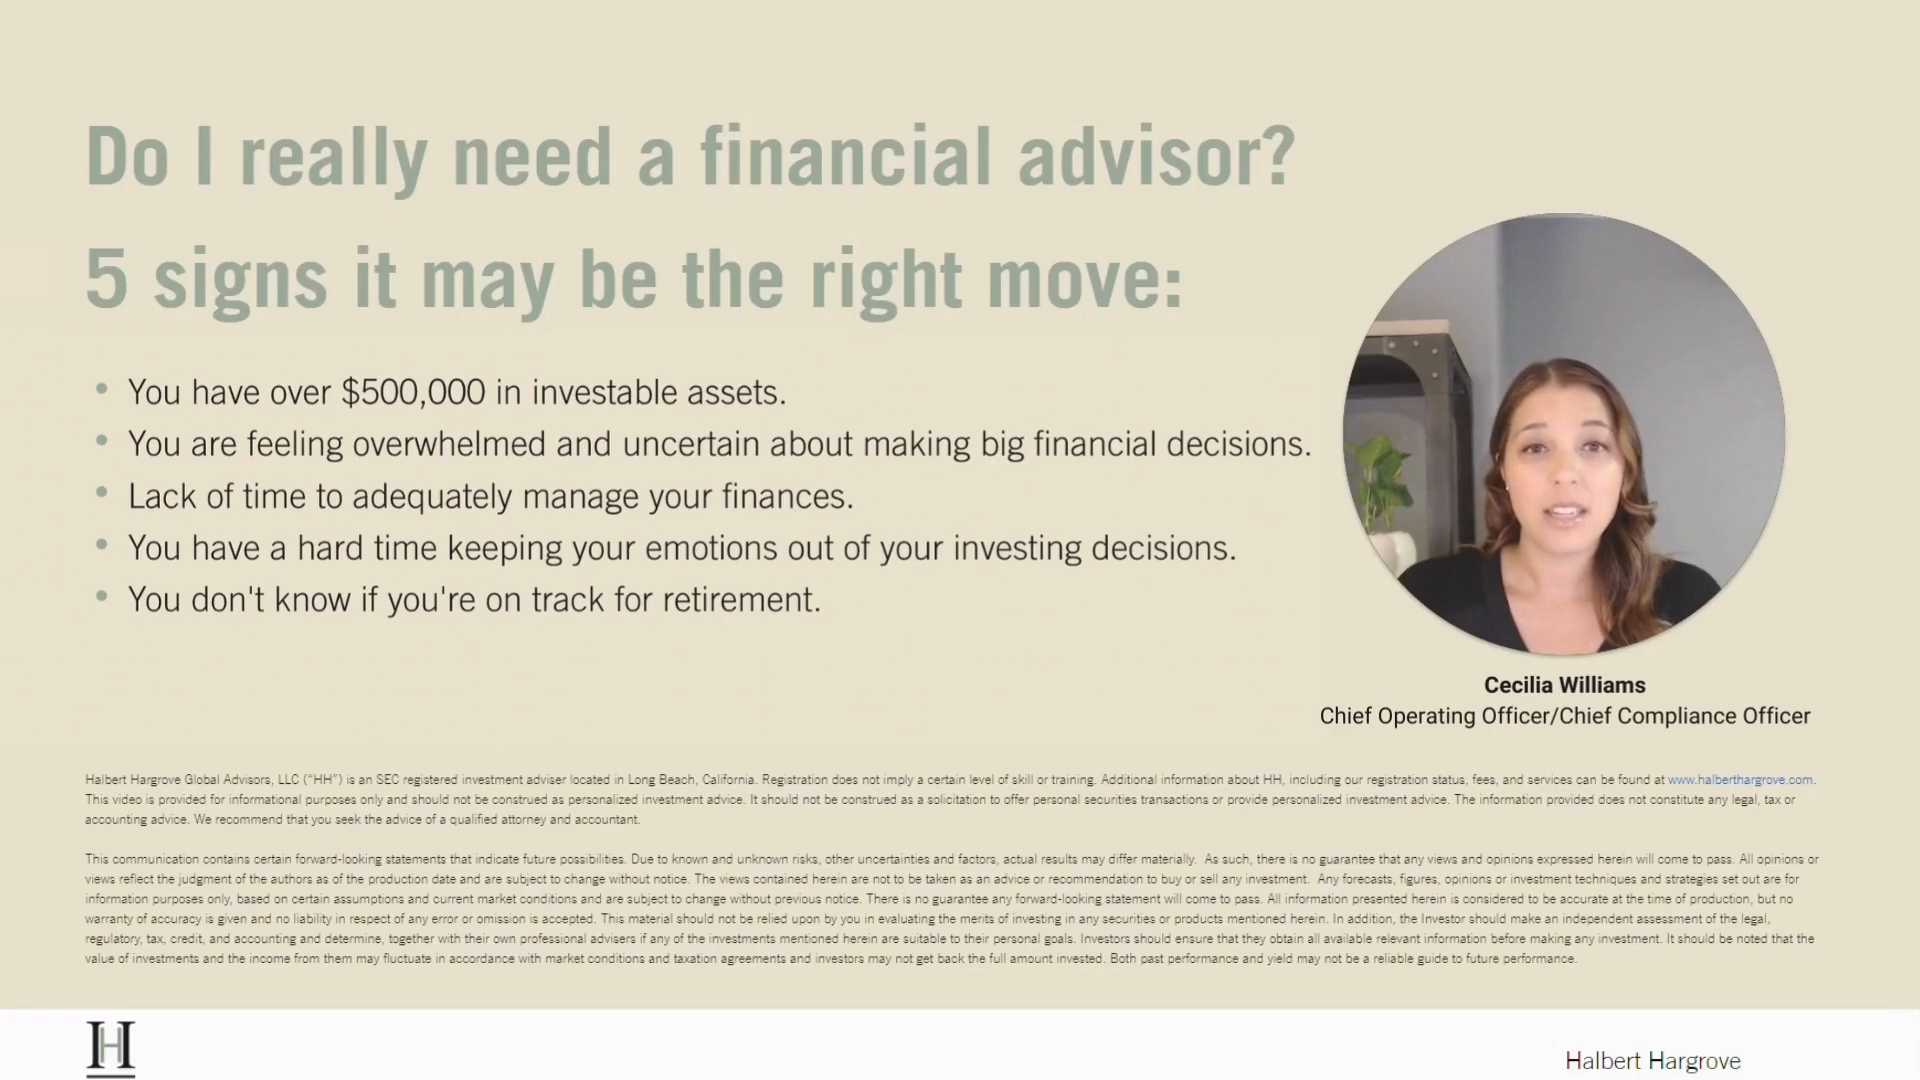 Do I really need a financial advisor?
5 signs it may be the right move:
• You have over $500,000 in investable assets.
• You are feeling overwhelmed and uncertain about making big financial decisions.
• Lack of time to adequately manage your finances.
• You have a hard time keeping your emotions out of your investing decisions.
• You don't know if you're on track for retirement.
Cecilia Williams
Chief Operating Officer/Chief Compliance Officer
Halbert Hargrove Global Advisors, LLC (“HH”) is an SEC registered investment adviser located in Long Beach, California. Registration does not imply a certain level of skill or training. Additional information about HH, including our registration status, fees, and services can be found at www.halberthargrove.com.
This video is provided for informational purposes only and should not be construed as personalized investment advice. It should not be construed as a solicitation to offer personal securities transactions or provide personalized investment advice. The information provided does not constitute any legal, tax or
accounting advice. We recommend that you seek the advice of a qualified attorney and accountant.
This communication contains certain forward-looking statements that indicate future possibilities. Due to known and unknown risks, other uncertainties and factors, actual results may differ materially. As such, there is no guarantee that any views and opinions expressed herein will come to pass. All opinions or
views reflect the judgment of the authors as of the production date and are subject to change without notice. The views contained herein are not to be taken as an advice or recommendation to buy or sell any investment. Any forecasts, figures, opinions or investment techniques and strategies set out are for
information purposes only, based on certain assumptions and current market conditions and are subject to change without previous notice. There is no guarantee any forward-looking statement will come to pass. All information presented herein is considered to be accurate at the time of production, but no
warranty of accuracy is given and no liability in respect of any error or omission is accepted. This material should not be relied upon by you in evaluating the merits of investing in any securities or products mentioned herein. In addition, the Investor should make an independent assessment of the legal,
regulatory, tax, credit, and accounting and determine, together with their own professional advisers if any of the investments mentioned herein are suitable to their personal goals. Investors should ensure that they obtain all available relevant information before making any investment. It should be noted that the
value of investments and the income from them may fluctuate in accordance with market conditions and taxation agreements and investors may not get back the full amount invested. Both past performance and yield may not be a reliable guide to future performance.
H
Halbert Hargrove